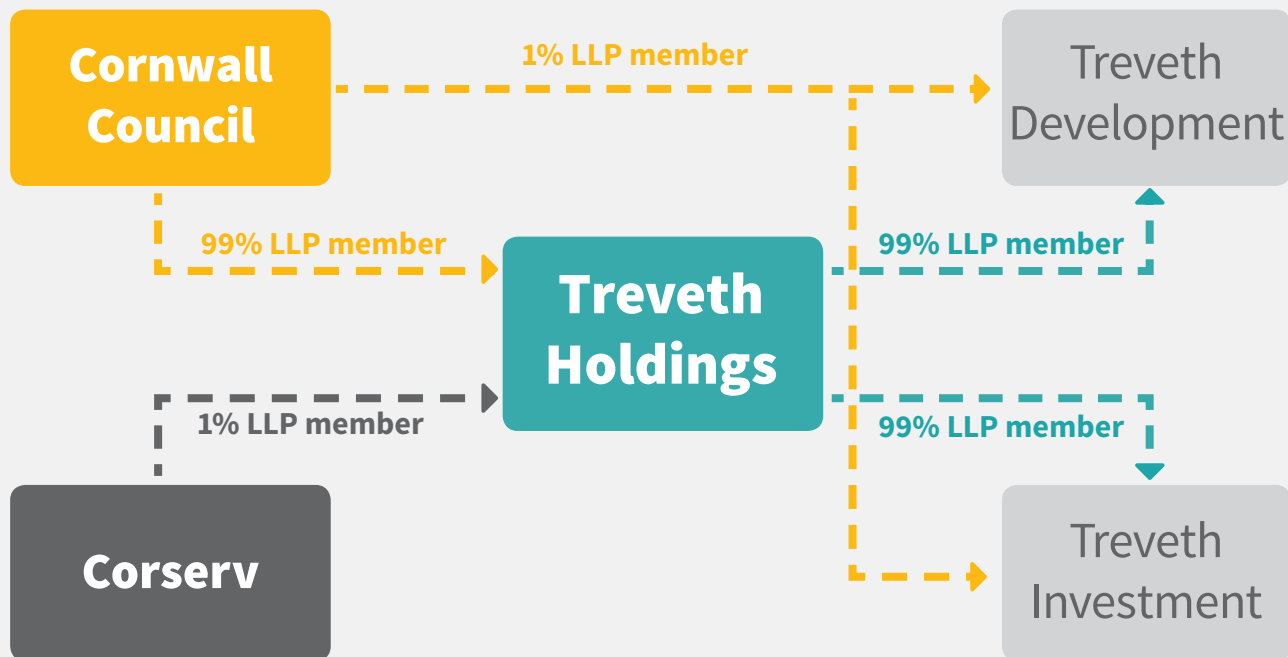 Cornwall
Council
1% LLP member
Treveth
Development
99% LLP member
Treveth
Holdings
99% LLP member
1% LLP member
99% LLP member
Corserv
Treveth
Investment